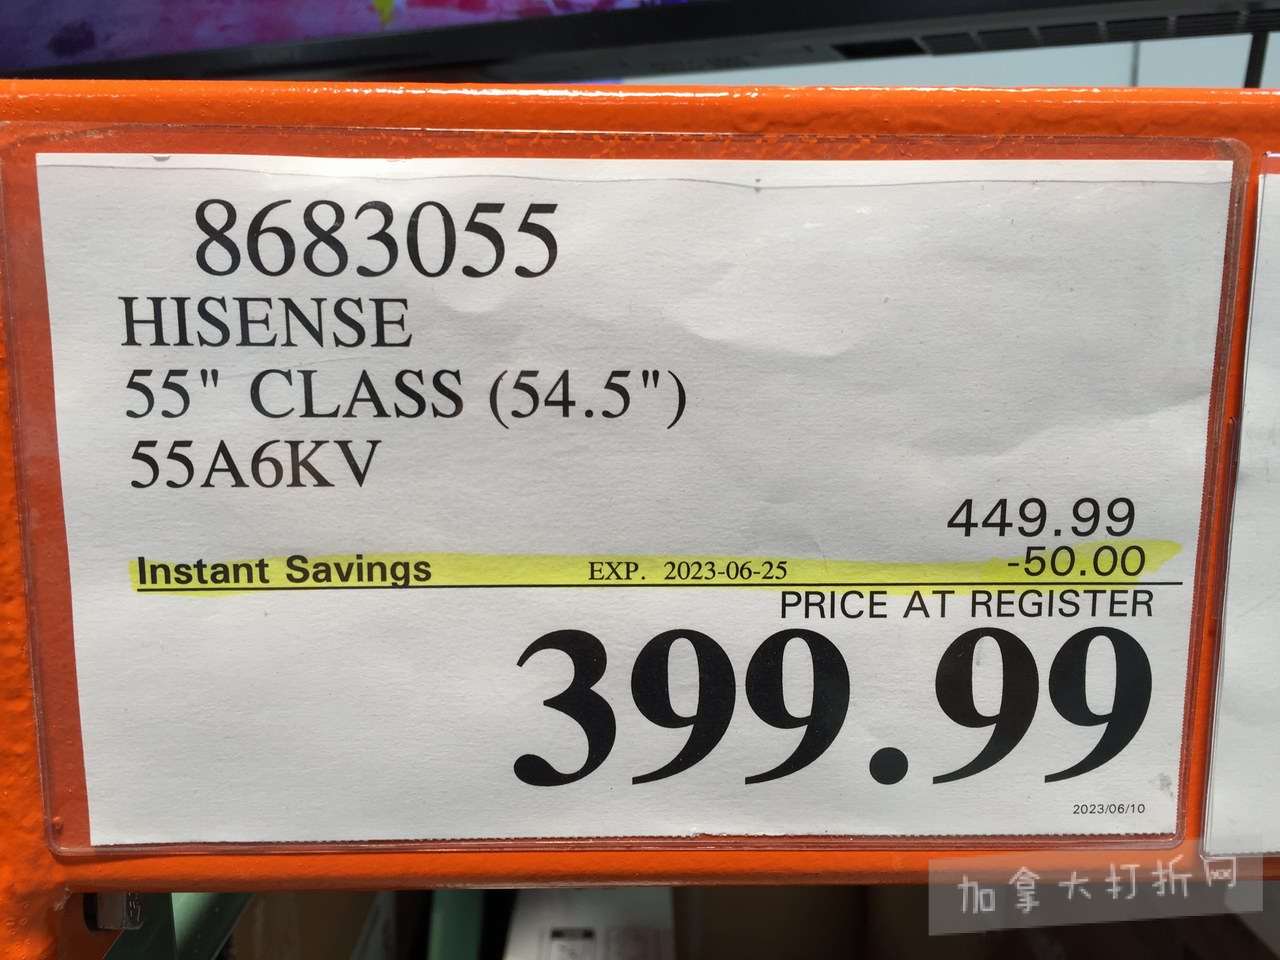 8683055
HISENSE
55" CLASS (54.5")
55A6KV
449.99
Instant Savings EXP. 2023-06-25 -50.00
PRICE AT REGISTER
399.99
2023/06/10
加拿大打折网